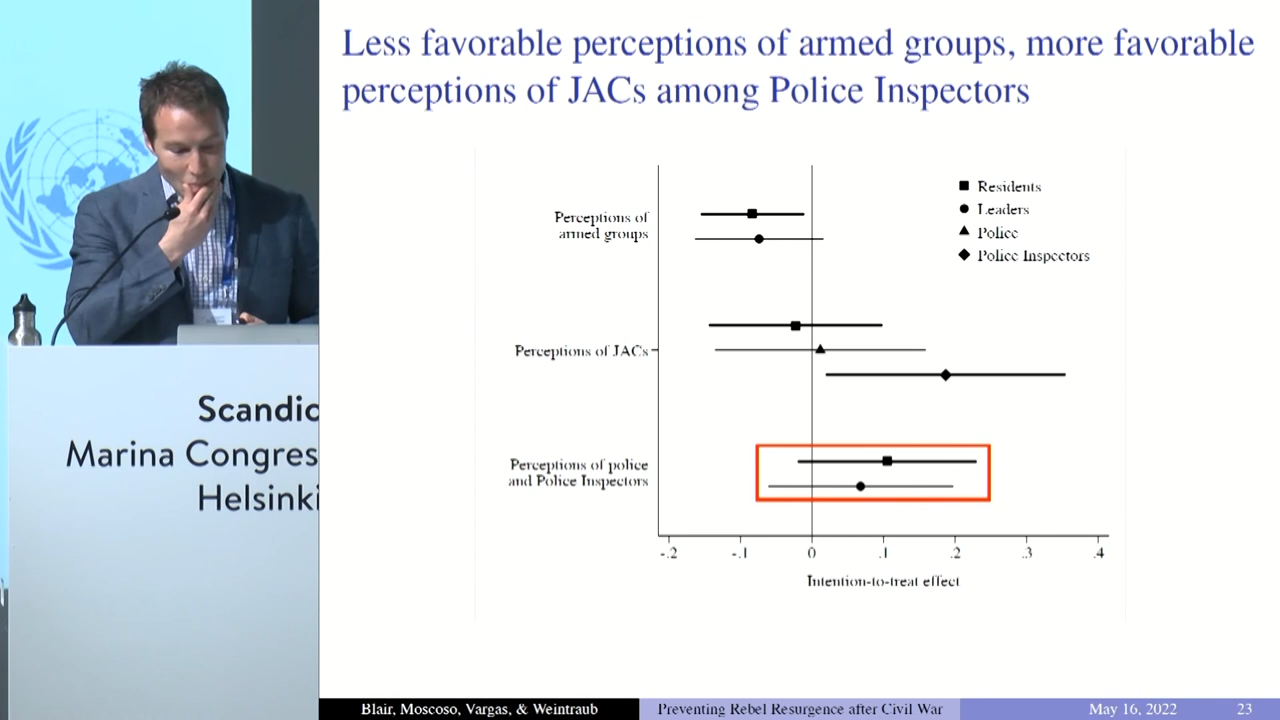 Less favorable perceptions of armed groups, more favorable
perceptions of JACs among Police Inspectors
Residents
Leaders
Police
Police Inspectors
Perceptions of
armed groups
Perceptions of JACs
Perceptions of police
and Police Inspectors
-.2 -.1 0 .1 .2 .3 .4
Intention-to-treat effect
Scandic
Marina Congres
Helsinki
Blair, Moscoso, Vargas, & Weintraub Preventing Rebel Resurgence after Civil War May 16, 2022 23